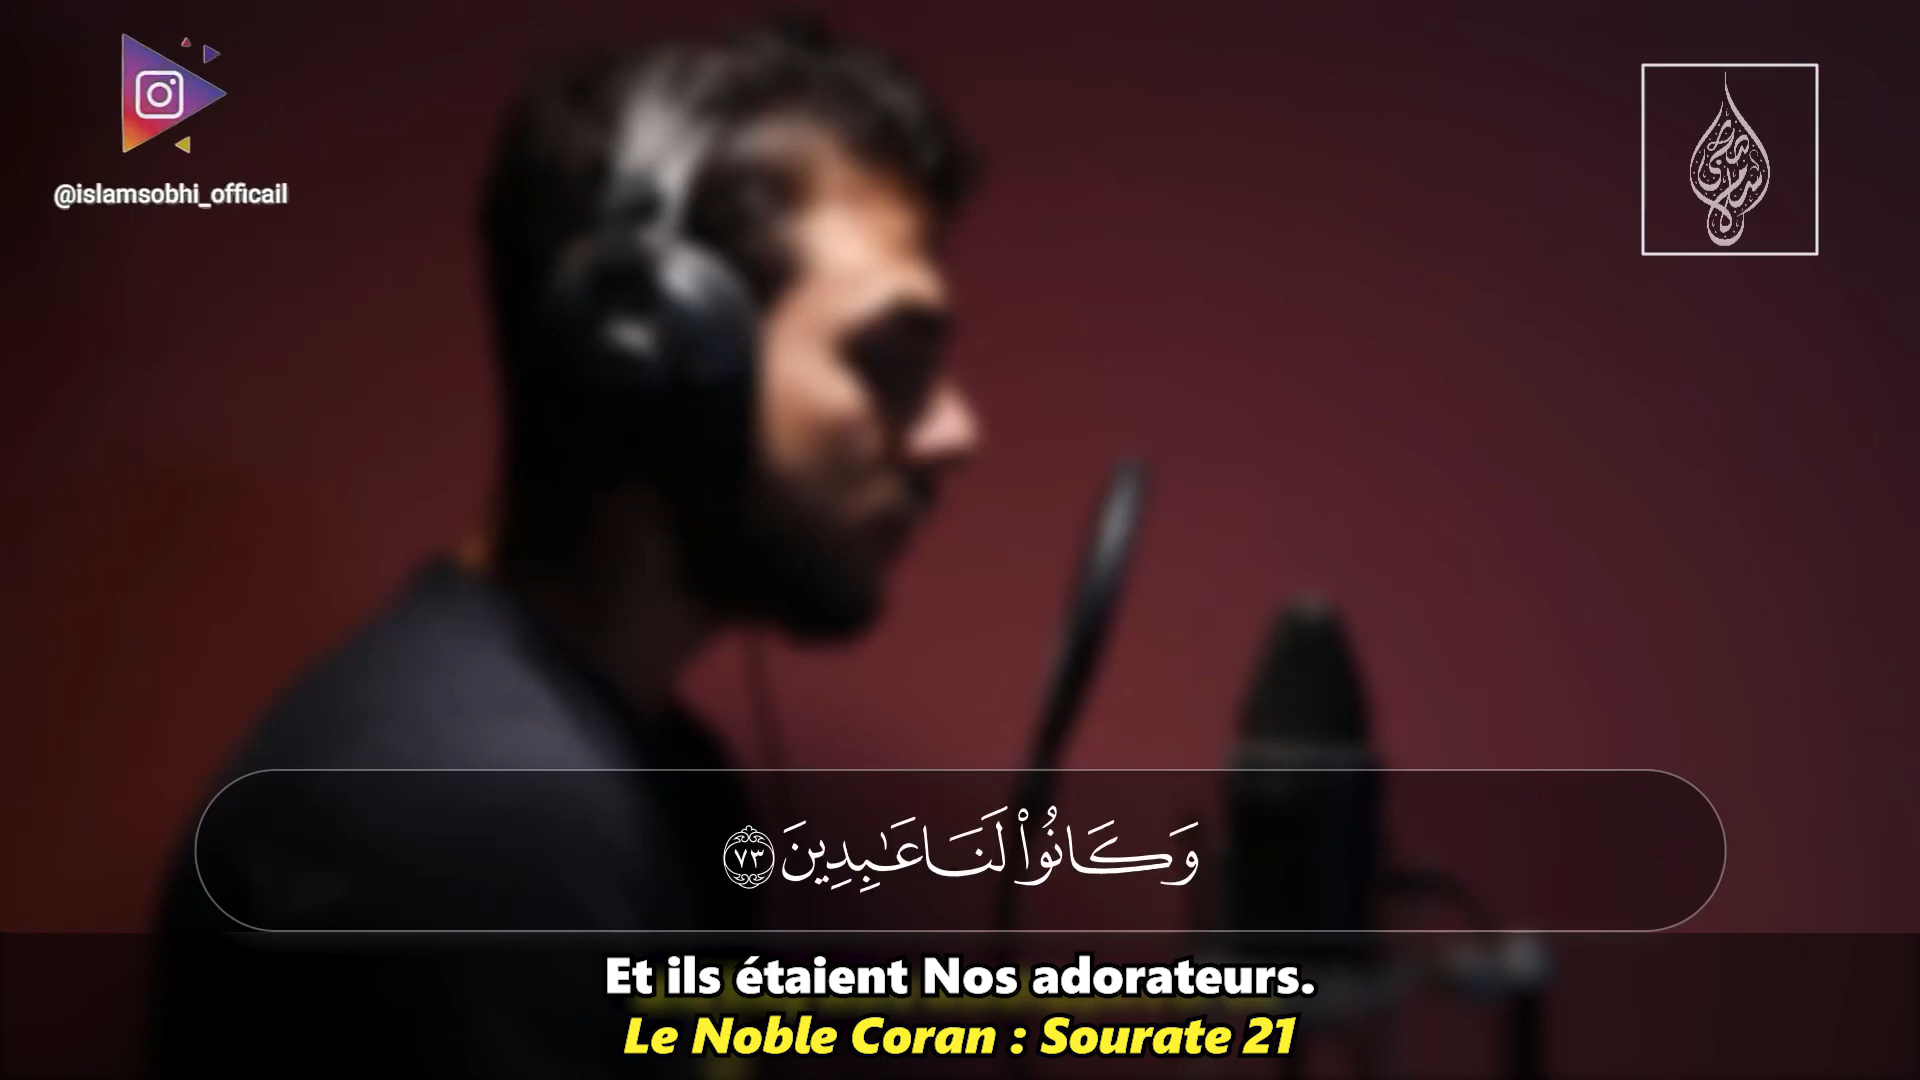 @islamsobhi_officail
وَكَانُوا۟ لَنَا عَـٰبِدِينَ ٧٣
Et ils étaient Nos adorateurs.
Le Noble Coran : Sourate 21